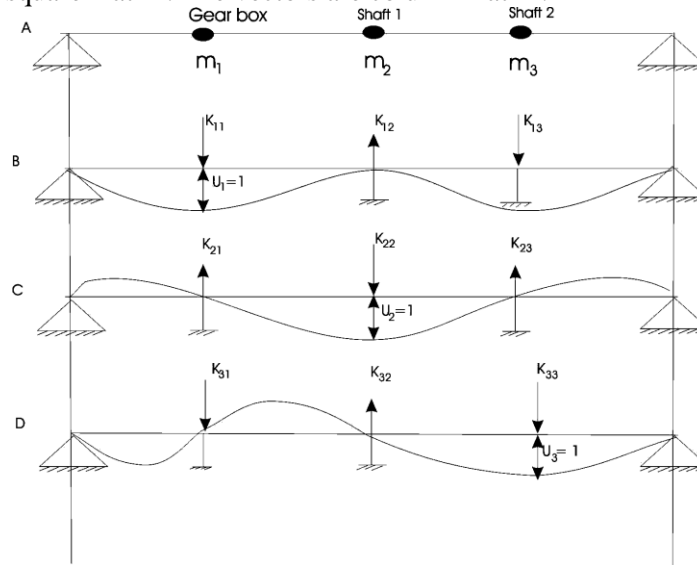 Gear box Shaft 1 Shaft 2
A
m1 m2 m3
K11 K12 K13
B
U1=1
K21 K22 K23
C
U2=1
K31 K32 K33
D
U3= 1